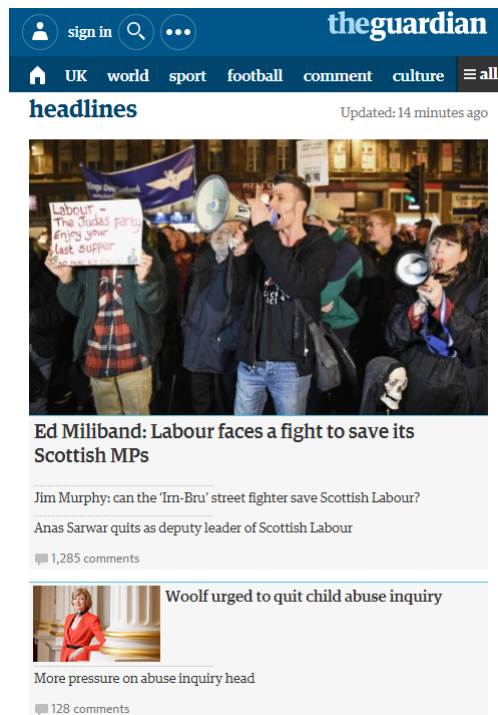 theguardian
sign in
UK world sport football comment culture all
headlines
Updated: 14 minutes ago
Labour -
The Judas party
Enjoy your
last supper
Ed Miliband: Labour faces a fight to save its
Scottish MPs
Jim Murphy: can the ‘Irn-Bru’ street fighter save Scottish Labour?
Anas Sarwar quits as deputy leader of Scottish Labour
1,285 comments
Woolf urged to quit child abuse inquiry
More pressure on abuse inquiry head
128 comments